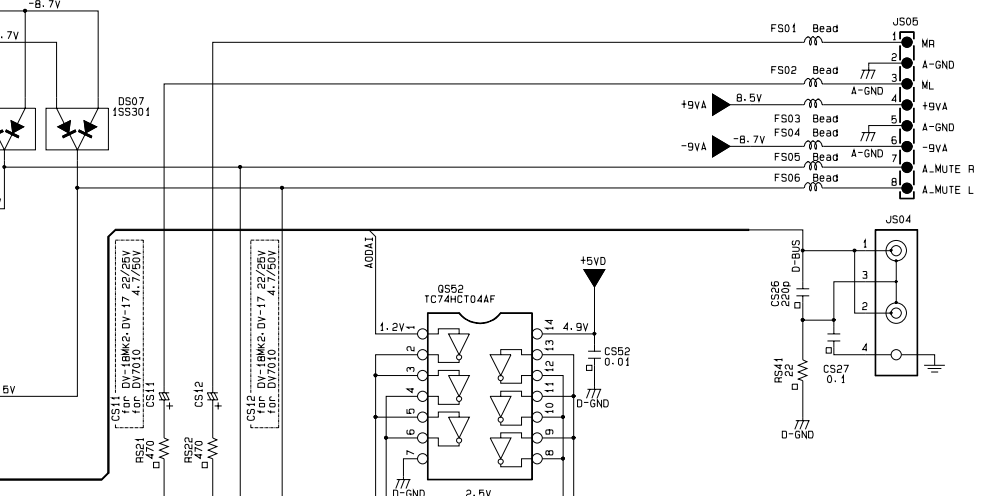 -8.7V
.7V
DS07
1SS301
FS01 Bead
FS02 Bead
+9VA 8.5V
FS03 Bead
FS04 Bead
-9VA -8.7V
FS05 Bead
FS06 Bead
A-GND
A-GND
JS05
1 MR
2 A-GND
3 ML
4 +9VA
5 A-GND
6 -9VA
7 A_MUTE R
8 A_MUTE L
JS04
1
3
2
4
D-BUS
CS26
220p
RS41
22
CS27
0.1
D-GND
AODAI
+5VD
QS52
TC74HCT04AF
1.2V
4.9V
1
2
3
4
5
6
7
14
13
12
11
10
9
8
CS52
0.01
D-GND
D-GND
2.5V
5V
CS11
for DV-18MK2.DV-17 22/25V
for DV7010 4.7/50V
CS11
+
RS21
470
CS12
+
RS22
470
CS12
for DV-18MK2.DV-17 22/25V
for DV7010 4.7/50V